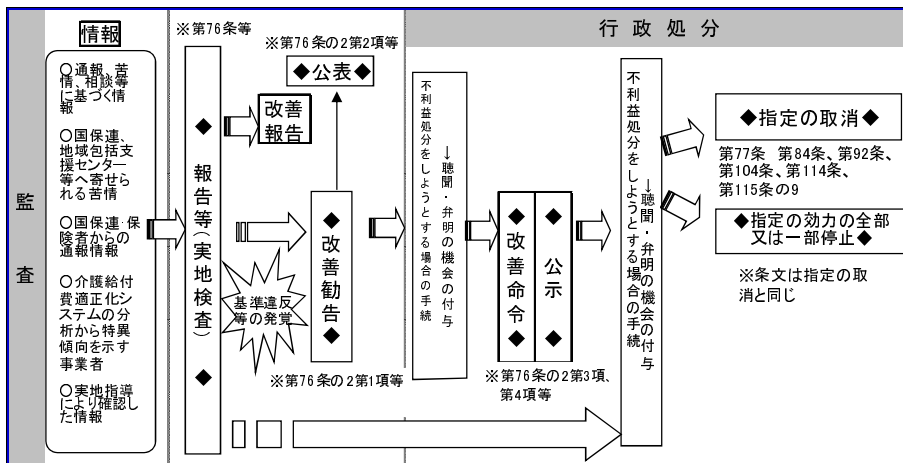 監査
情報
○通報、苦
情、相談等
に基づく情
報
○国保連、
地域包括支
援センター
等へ寄せら
れる苦情
○国保連・保
険者からの
通報情報
○介護給付
費適正化シ
ステムの分
析から特異
傾向を示す
事業者
○実地指導
により確認し
た情報
※第76条等
◆ 報告等(実地検査) ◆
改善
報告
基準違反
等の発覚
※第76条の2第2項等
◆公表◆
◆改善勧告◆
※第76条の2第1項等
行政処分
不利益処分をしようとする場合の手続
→聴聞・弁明の機会の付与
◆改善命令◆
◆公示◆
※第76条の2第3項、
第4項等
不利益処分をしようとする場合の手続
→聴聞・弁明の機会の付与
◆指定の取消◆
第77条 第84条、第92条、
第104条、第114条、
第115条の9
◆指定の効力の全部
又は一部停止◆
※条文は指定の取
消と同じ